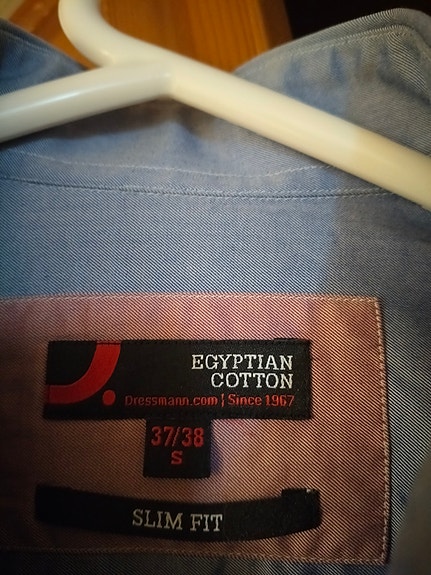 EGYPTIAN
COTTON
Dressmann.com | Since 1967
37/38
S
SLIM FIT